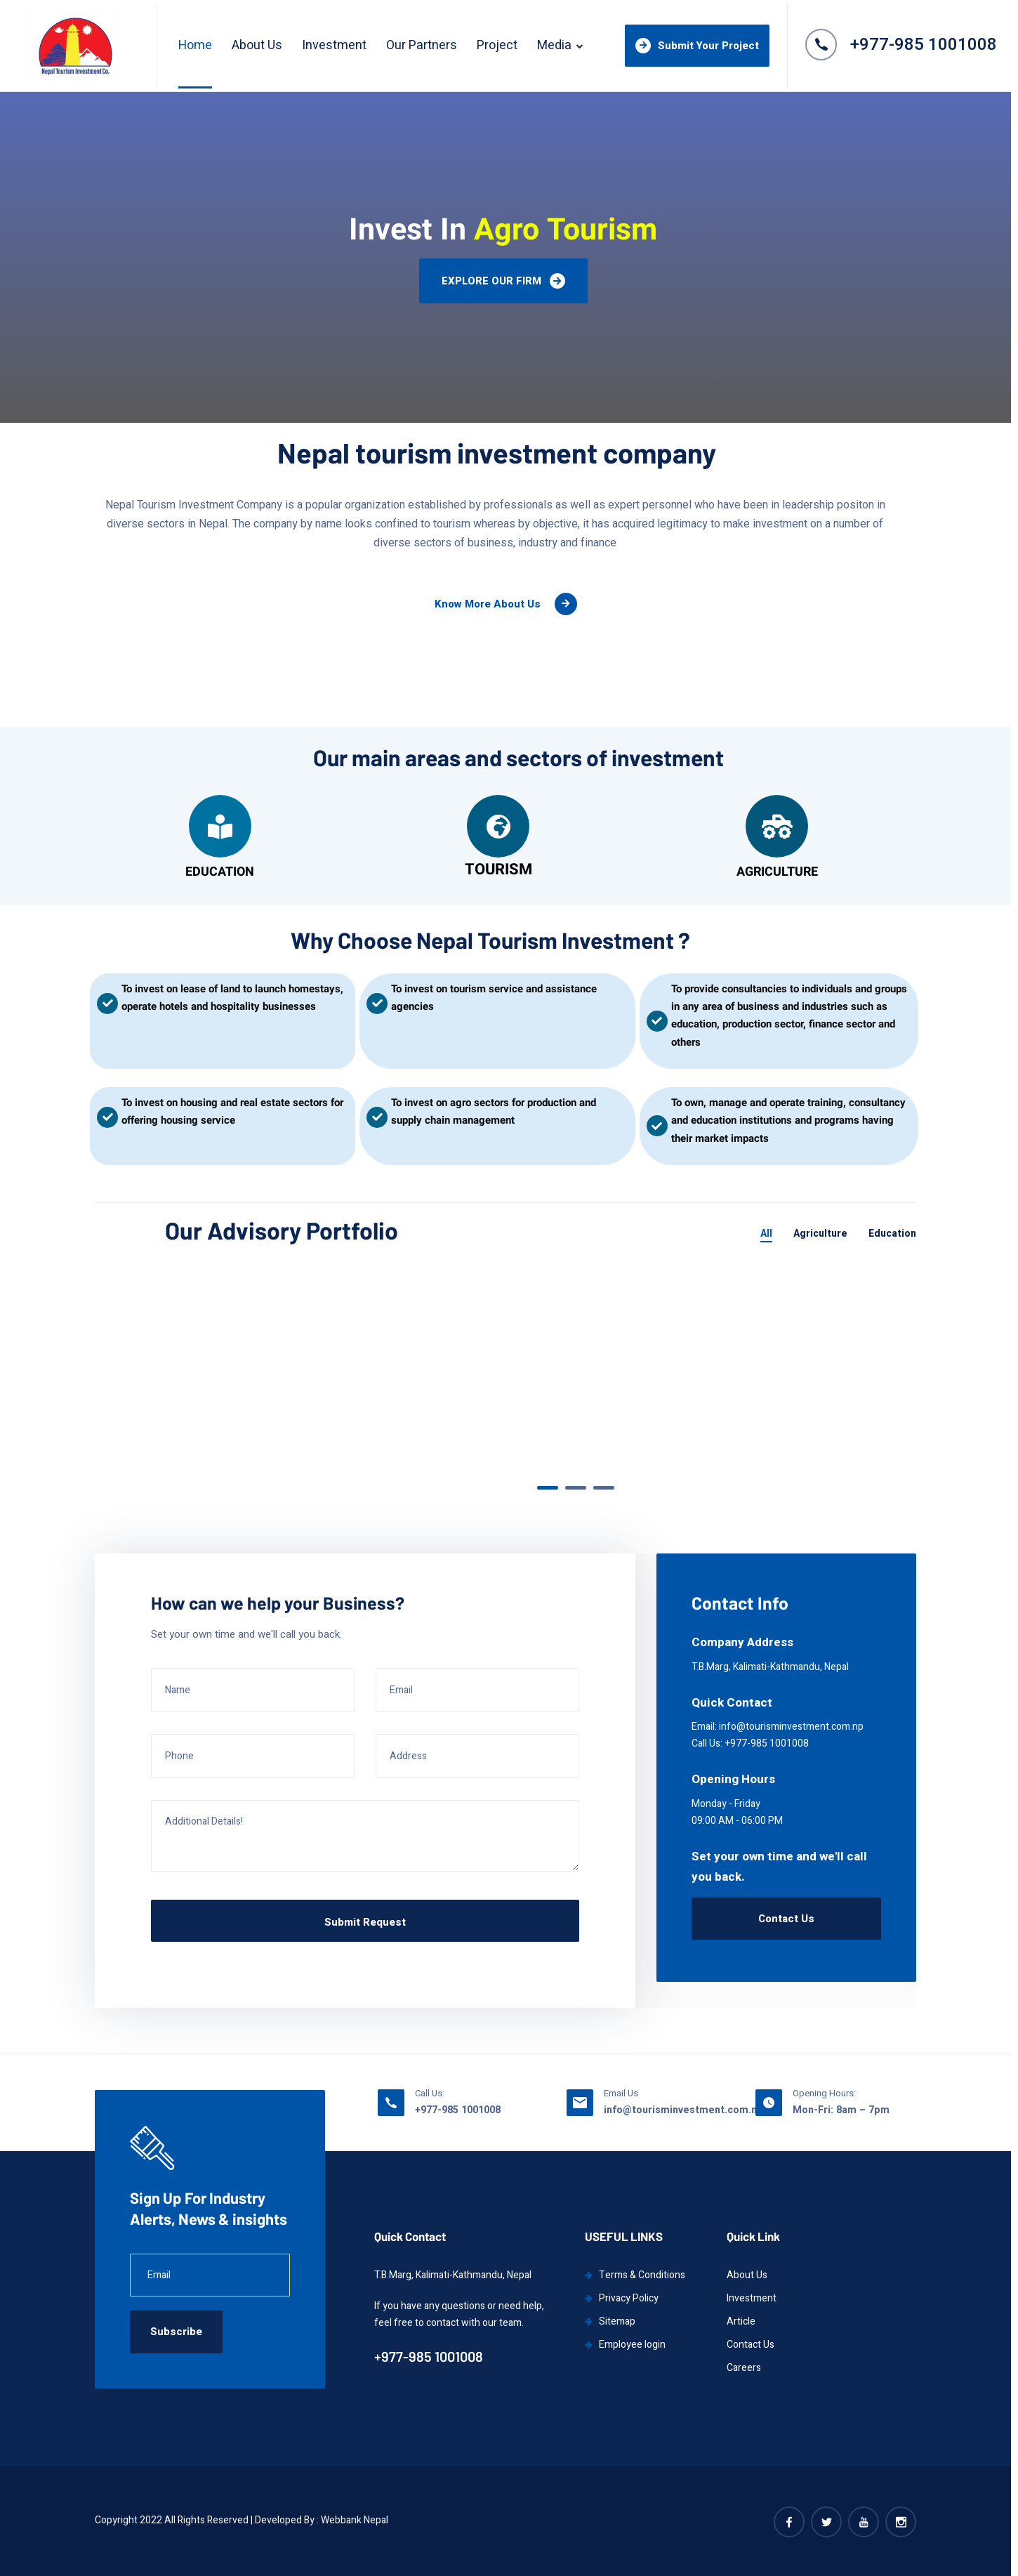 Nepal Tourism Investment Co.
Home
About Us
Investment
Our Partners
Project
Media
Submit Your Project
+977-985 1001008
Invest In Agro Tourism
EXPLORE OUR FIRM
Nepal tourism investment company
Nepal Tourism Investment Company is a popular organization established by professionals as well as expert personnel who have been in leadership positon in
diverse sectors in Nepal. The company by name looks confined to tourism whereas by objective, it has acquired legitimacy to make investment on a number of
diverse sectors of business, industry and finance
Know More About Us
Our main areas and sectors of investment
EDUCATION
TOURISM
AGRICULTURE
Why Choose Nepal Tourism Investment ?
To invest on lease of land to launch homestays,
operate hotels and hospitality businesses
To invest on tourism service and assistance
agencies
To provide consultancies to individuals and groups
in any area of business and industries such as
education, production sector, finance sector and
others
To invest on housing and real estate sectors for
offering housing service
To invest on agro sectors for production and
supply chain management
To own, manage and operate training, consultancy
and education institutions and programs having
their market impacts
Our Advisory Portfolio
All
Agriculture
Education
How can we help your Business?
Set your own time and we'll call you back.
Name
Email
Phone
Address
Additional Details!
Submit Request
Contact Info
Company Address
T.B.Marg, Kalimati-Kathmandu, Nepal
Quick Contact
Email: info@tourisminvestment.com.np
Call Us: +977-985 1001008
Opening Hours
Monday - Friday
09:00 AM - 06:00 PM
Set your own time and we'll call
you back.
Contact Us
Call Us:
+977-985 1001008
Email Us
info@tourisminvestment.com.n
Opening Hours:
Mon-Fri: 8am – 7pm
Sign Up For Industry
Alerts, News & insights
Email
Subscribe
Quick Contact
T.B.Marg, Kalimati-Kathmandu, Nepal
If you have any questions or need help,
feel free to contact with our team.
+977-985 1001008
USEFUL LINKS
Terms & Conditions
Privacy Policy
Sitemap
Employee login
Quick Link
About Us
Investment
Article
Contact Us
Careers
Copyright 2022 All Rights Reserved | Developed By : Webbank Nepal